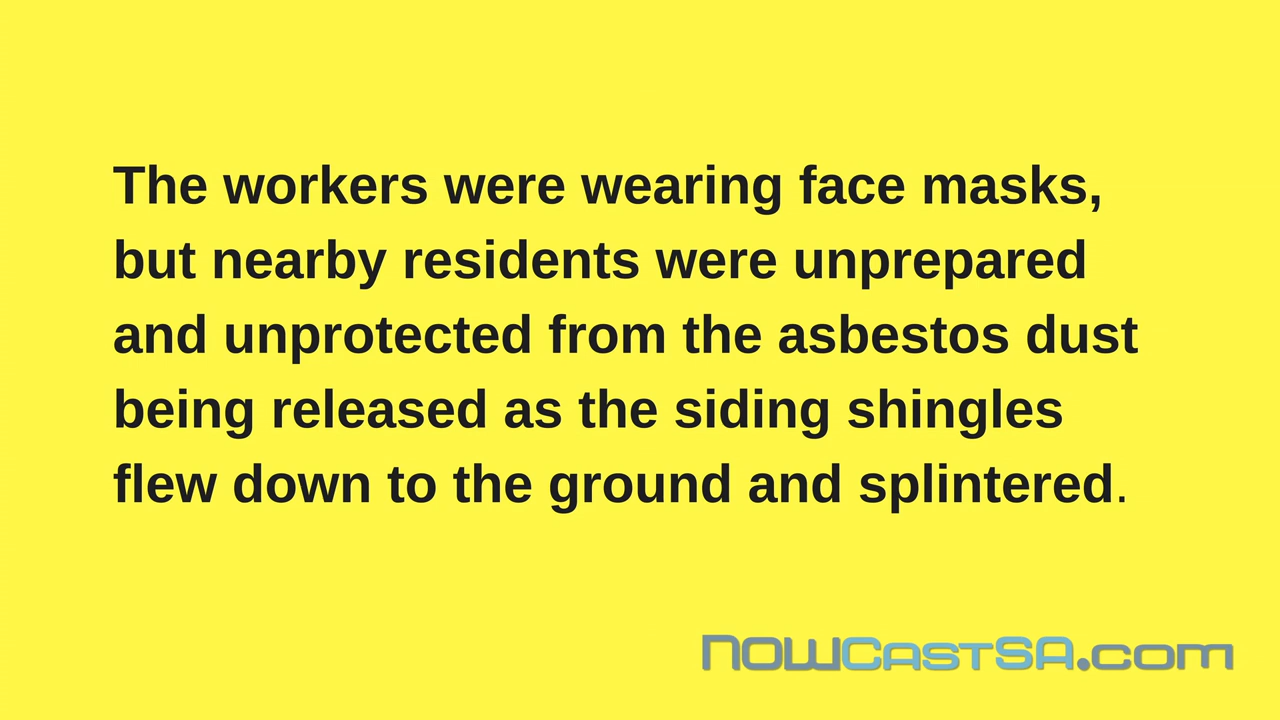 The workers were wearing face masks,
but nearby residents were unprepared
and unprotected from the asbestos dust
being released as the siding shingles
flew down to the ground and splintered.
NOWCASTSA.com